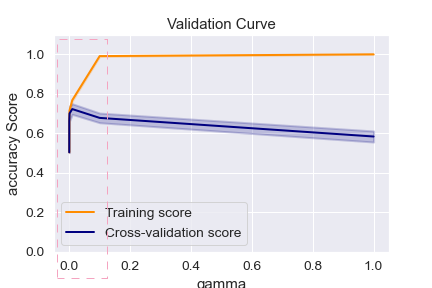 Validation Curve
accuracy Score
1.0
0.8
0.6
0.4
0.2
0.0
Training score
Cross-validation score
0.0 0.2 0.4 0.6 0.8 1.0
gamma